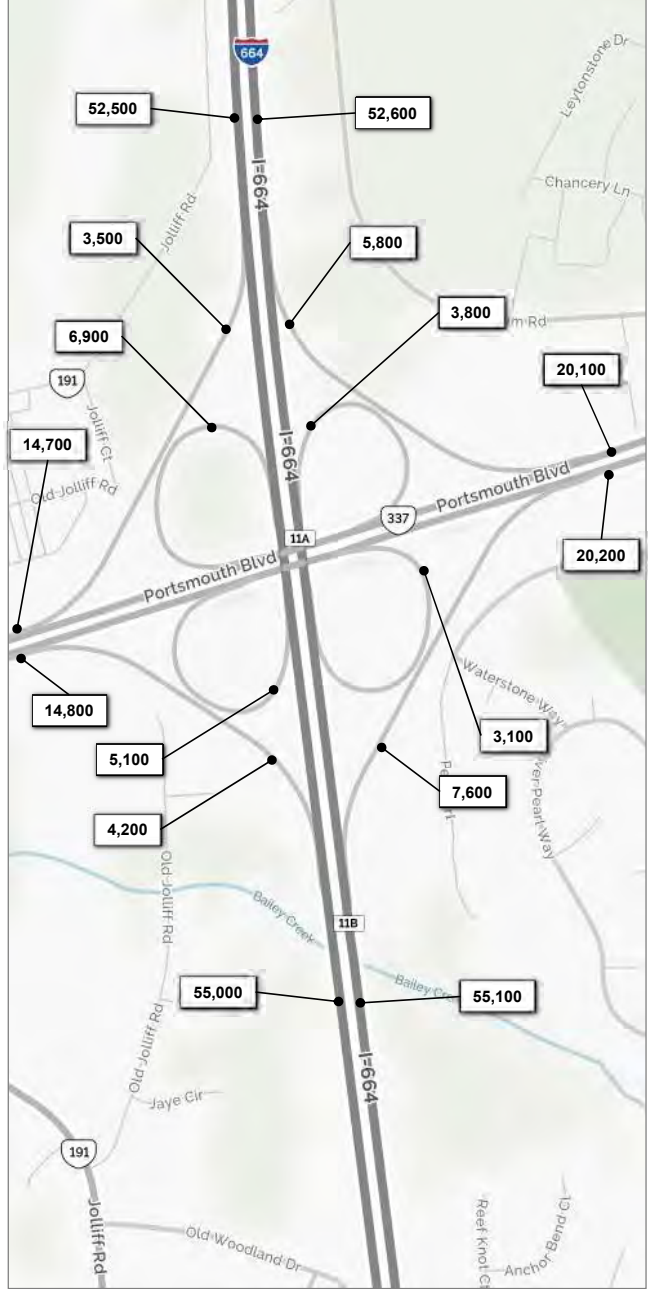 664
Leytonstone Dr
52,500
52,600
I-664
Chancery Ln
Jolliff Rd
3,500
5,800
3,800
m Rd
6,900
191
20,100
Jolliff Ct
14,700
I-664
Old Jolliff Rd
Portsmouth Blvd
337
11A
20,200
Portsmouth Blvd
Waterstone Way
14,800
3,100
5,100
7,600
4,200
Old Jolliff Rd
Bailey Creek
11B
55,000
Bailey Cr
55,100
Old Jolliff Rd
I-664
Jaye Cir
191
Jolliff Rd
Old Woodland Dr
Reef Knot Ct
Anchor Bend Ct